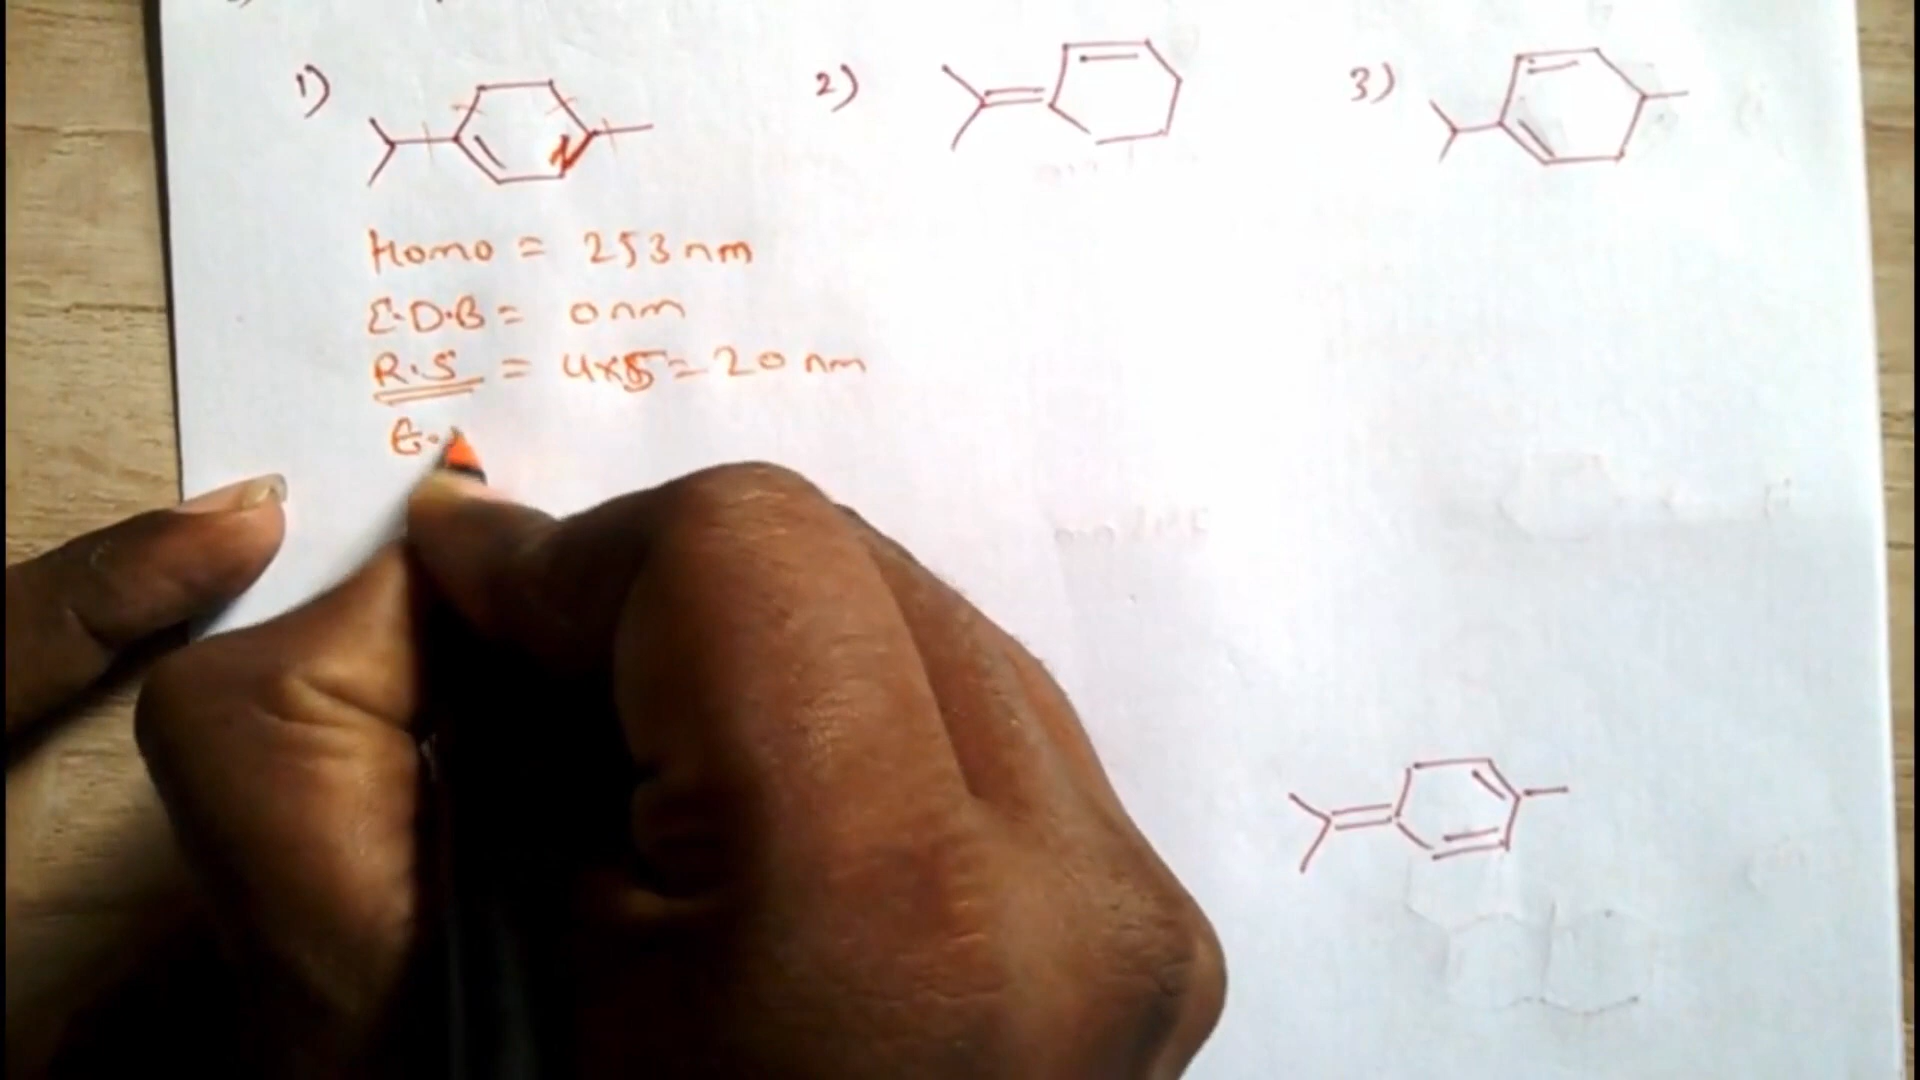 1)
2)
3)
Homo = 253 nm
E.D.B = 0 nm
R.S = 4x5 = 20 nm
E.